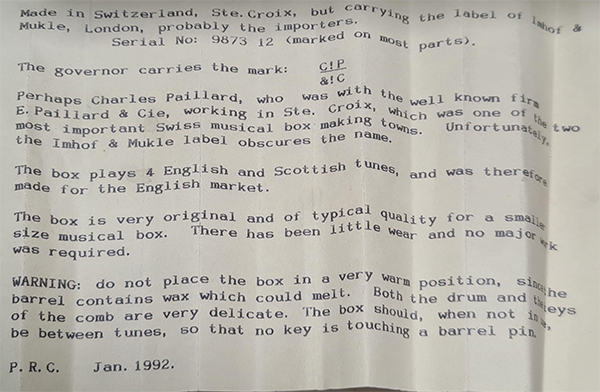 Made in Switzerland, Ste. Croix, but carrying the label of Imhof &
Mukle, London, probably the importers.
Serial No: 9873 12 (marked on most parts).
The governor carries the mark: C!P
&!C
Perhaps Charles Paillard, who was with the well known firm
E. Paillard & Cie, working in Ste. Croix, which was one of the two
most important Swiss musical box making towns. Unfortunately,
the Imhof & Mukle label obscures the name.
The box plays 4 English and Scottish tunes, and was therefore
made for the English market.
The box is very original and of typical quality for a smaller
size musical box. There has been little wear and no major work
was required.
WARNING: do not place the box in a very warm position, since the
barrel contains wax which could melt. Both the drum and the keys
of the comb are very delicate. The box should, when not in use,
be between tunes, so that no key is touching a barrel pin.
P. R. C. Jan. 1992.